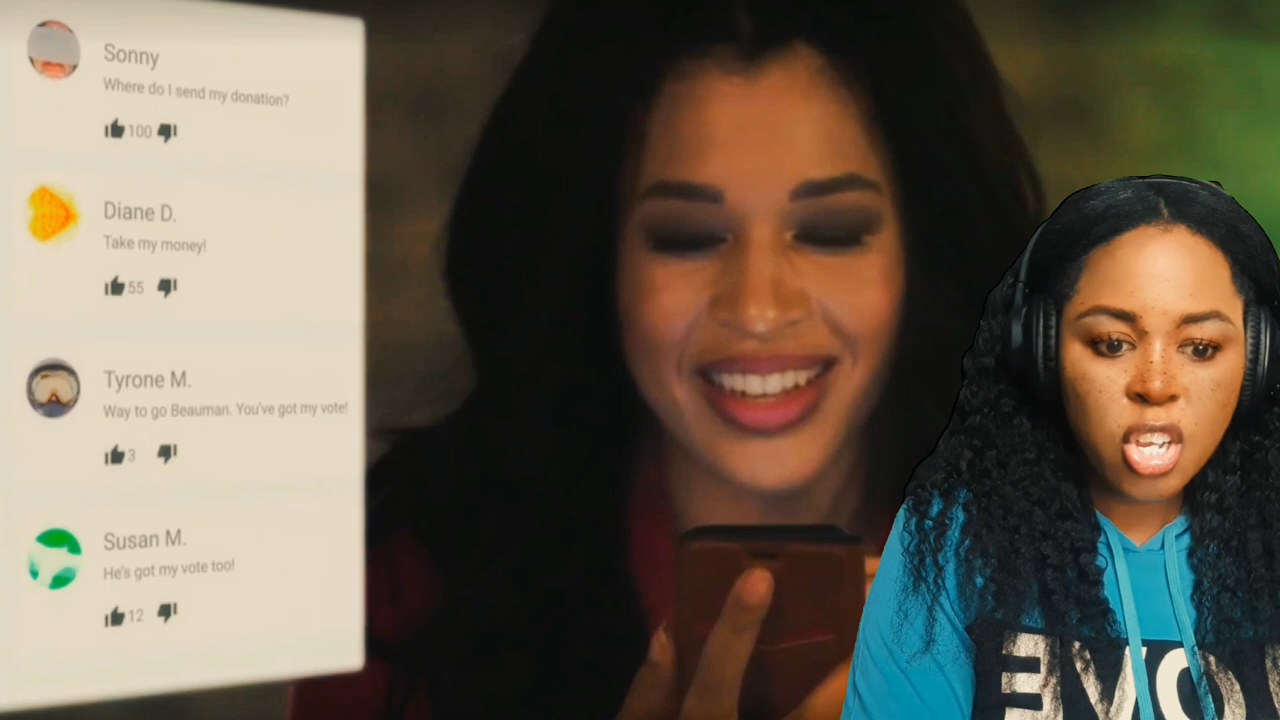 Sonny
Where do I send my donation?
100
Diane D.
Take my money!
55
Tyrone M.
Way to go Beauman. You've got my vote!
3
Susan M.
He's got my vote too!
12